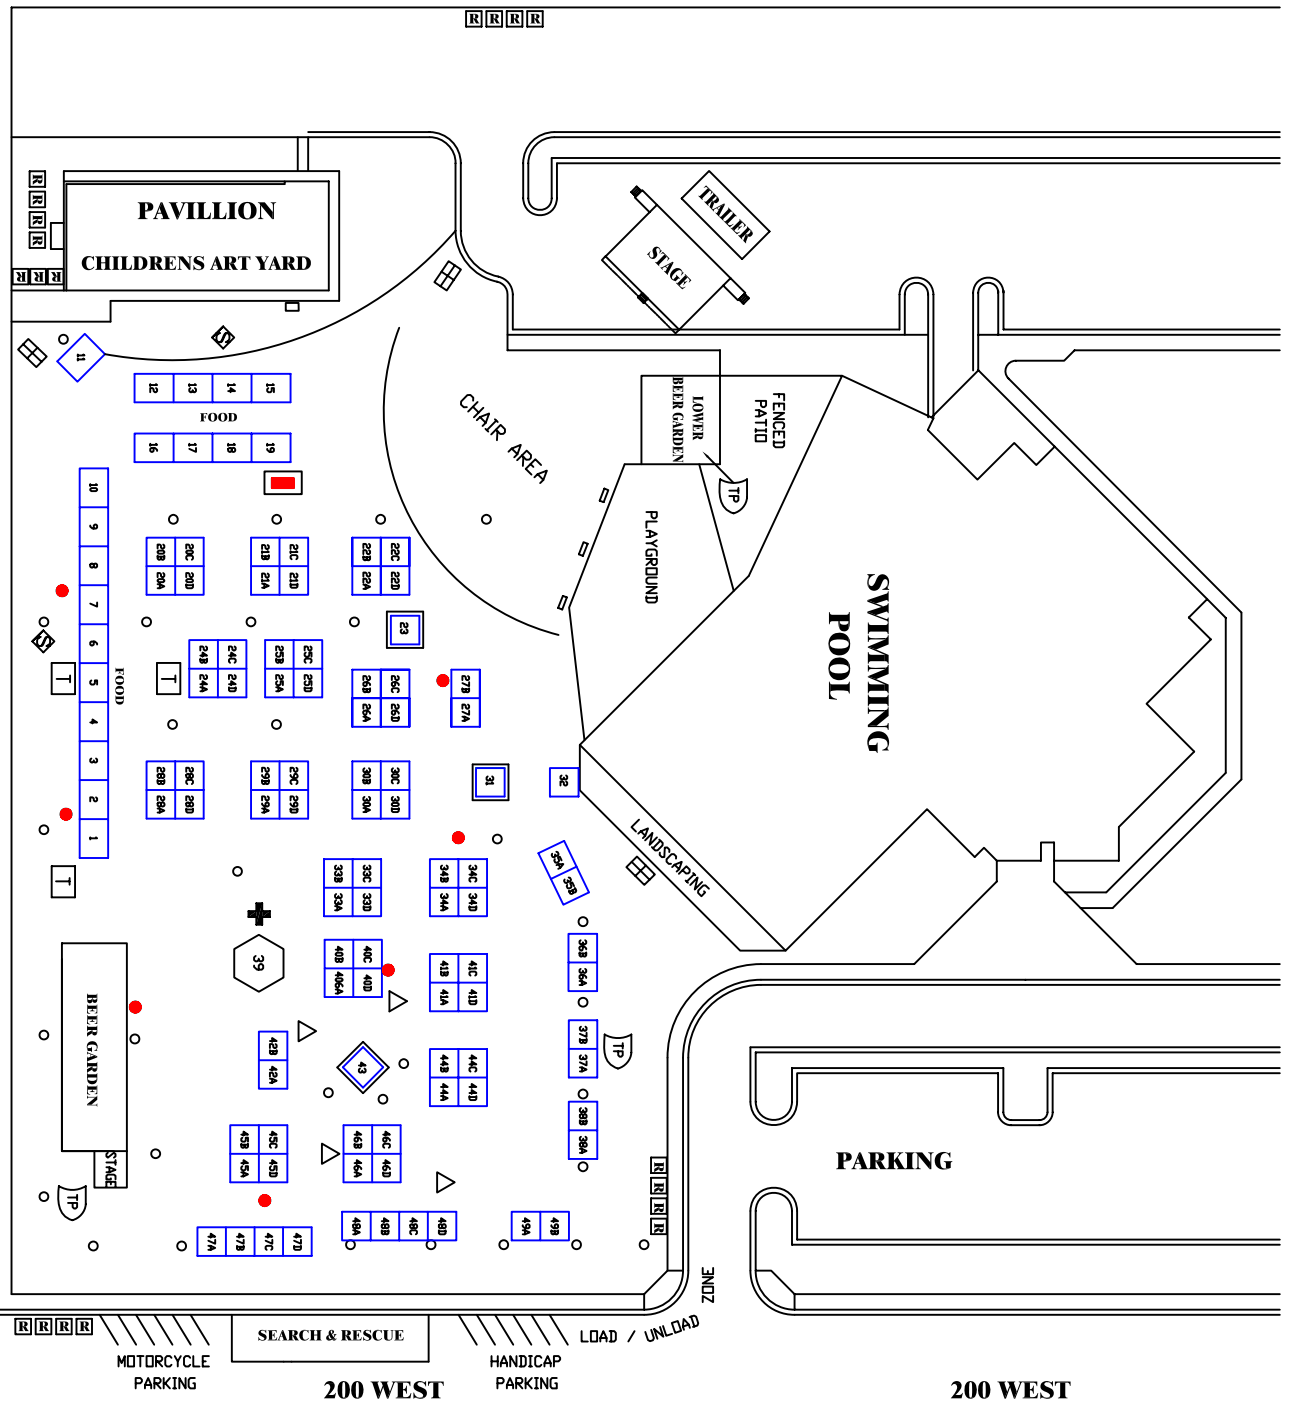 R R R R
R
R
R
R
R R R
PAVILLION
CHILDRENS ART YARD
TRAILER
STAGE
S
11
12 13 14 15
FOOD
16 17 18 19
CHAIR AREA
LOWER
BEER GARDEN
FENCED
PATIO
TP
PLAYGROUND
SWIMMING
POOL
10
9
8
7
6
5
4
3
2
1
FOOD
S
T
T
T
20B 20C
20A 20D
21B 21C
21A 21D
22B 22C
22A 22D
23
24B 24C
24A 24D
25B 25C
25A 25D
26B 26C
26A 26D
27B
27A
28B 28C
28A 28D
29B 29C
29A 29D
30B 30C
30A 30D
31
32
LANDSCAPING
33B 33C
33A 33D
34B 34C
34A 34D
35A
35B
36B
36A
39
40B 40C
406A 40D
41B 41C
41A 41D
37B
37A
TP
42B
42A
43
44B 44C
44A 44D
38B
38A
45B 45C
45A 45D
46B 46C
46A 46D
BEER GARDEN
STAGE
TP
47A 47B 47C 47D
48A 48B 48C 48D
49A 49B
R
R
R
R
PARKING
ZONE
LOAD / UNLOAD
R R R R
MOTORCYCLE
PARKING
SEARCH & RESCUE
HANDICAP
PARKING
200 WEST
200 WEST